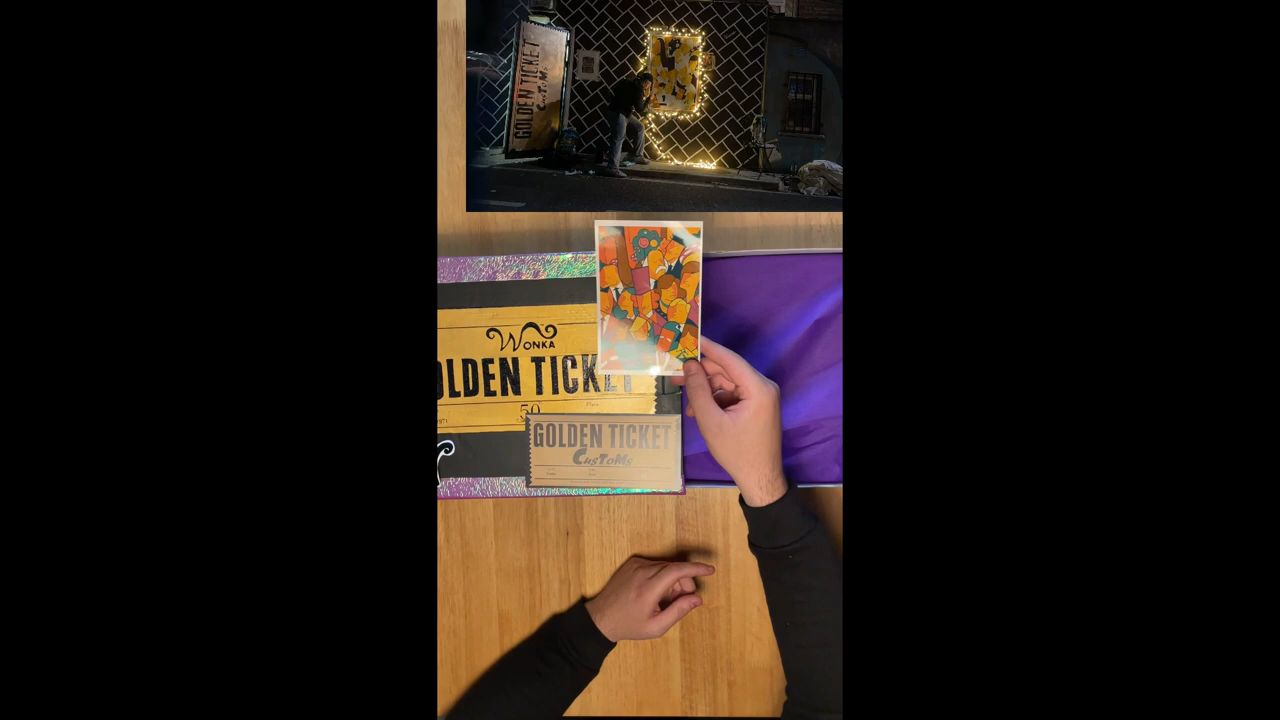 GOLDEN TICKET
CusToMs
WONKA
OLDEN TICKET
50
GOLDEN TICKET
CusToMs